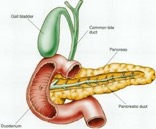 Gall bladder
Common bile
duct
Pancreas
Pancreatic duct
Duodenum